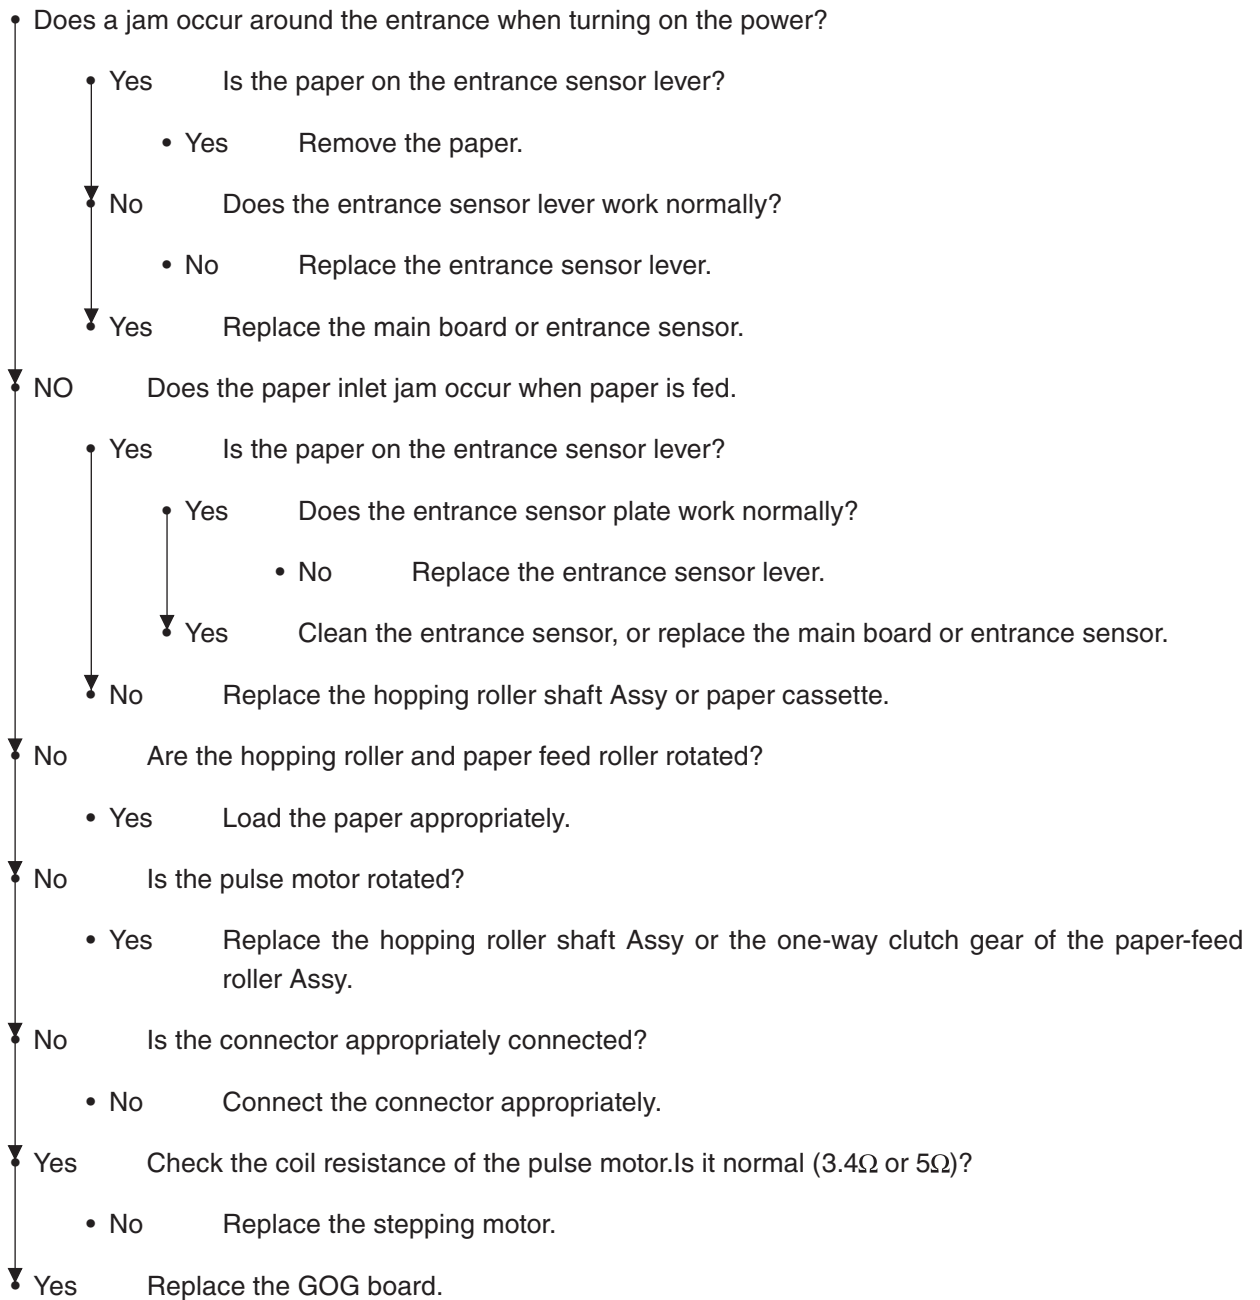 • Does a jam occur around the entrance when turning on the power?
• Yes Is the paper on the entrance sensor lever?
• Yes Remove the paper.
• No Does the entrance sensor lever work normally?
• No Replace the entrance sensor lever.
• Yes Replace the main board or entrance sensor.
• NO Does the paper inlet jam occur when paper is fed.
• Yes Is the paper on the entrance sensor lever?
• Yes Does the entrance sensor plate work normally?
• No Replace the entrance sensor lever.
• Yes Clean the entrance sensor, or replace the main board or entrance sensor.
• No Replace the hopping roller shaft Assy or paper cassette.
• No Are the hopping roller and paper feed roller rotated?
• Yes Load the paper appropriately.
• No Is the pulse motor rotated?
• Yes Replace the hopping roller shaft Assy or the one-way clutch gear of the paper-feed
roller Assy.
• No Is the connector appropriately connected?
• No Connect the connector appropriately.
• Yes Check the coil resistance of the pulse motor.Is it normal (3.4Ω or 5Ω)?
• No Replace the stepping motor.
• Yes Replace the GOG board.